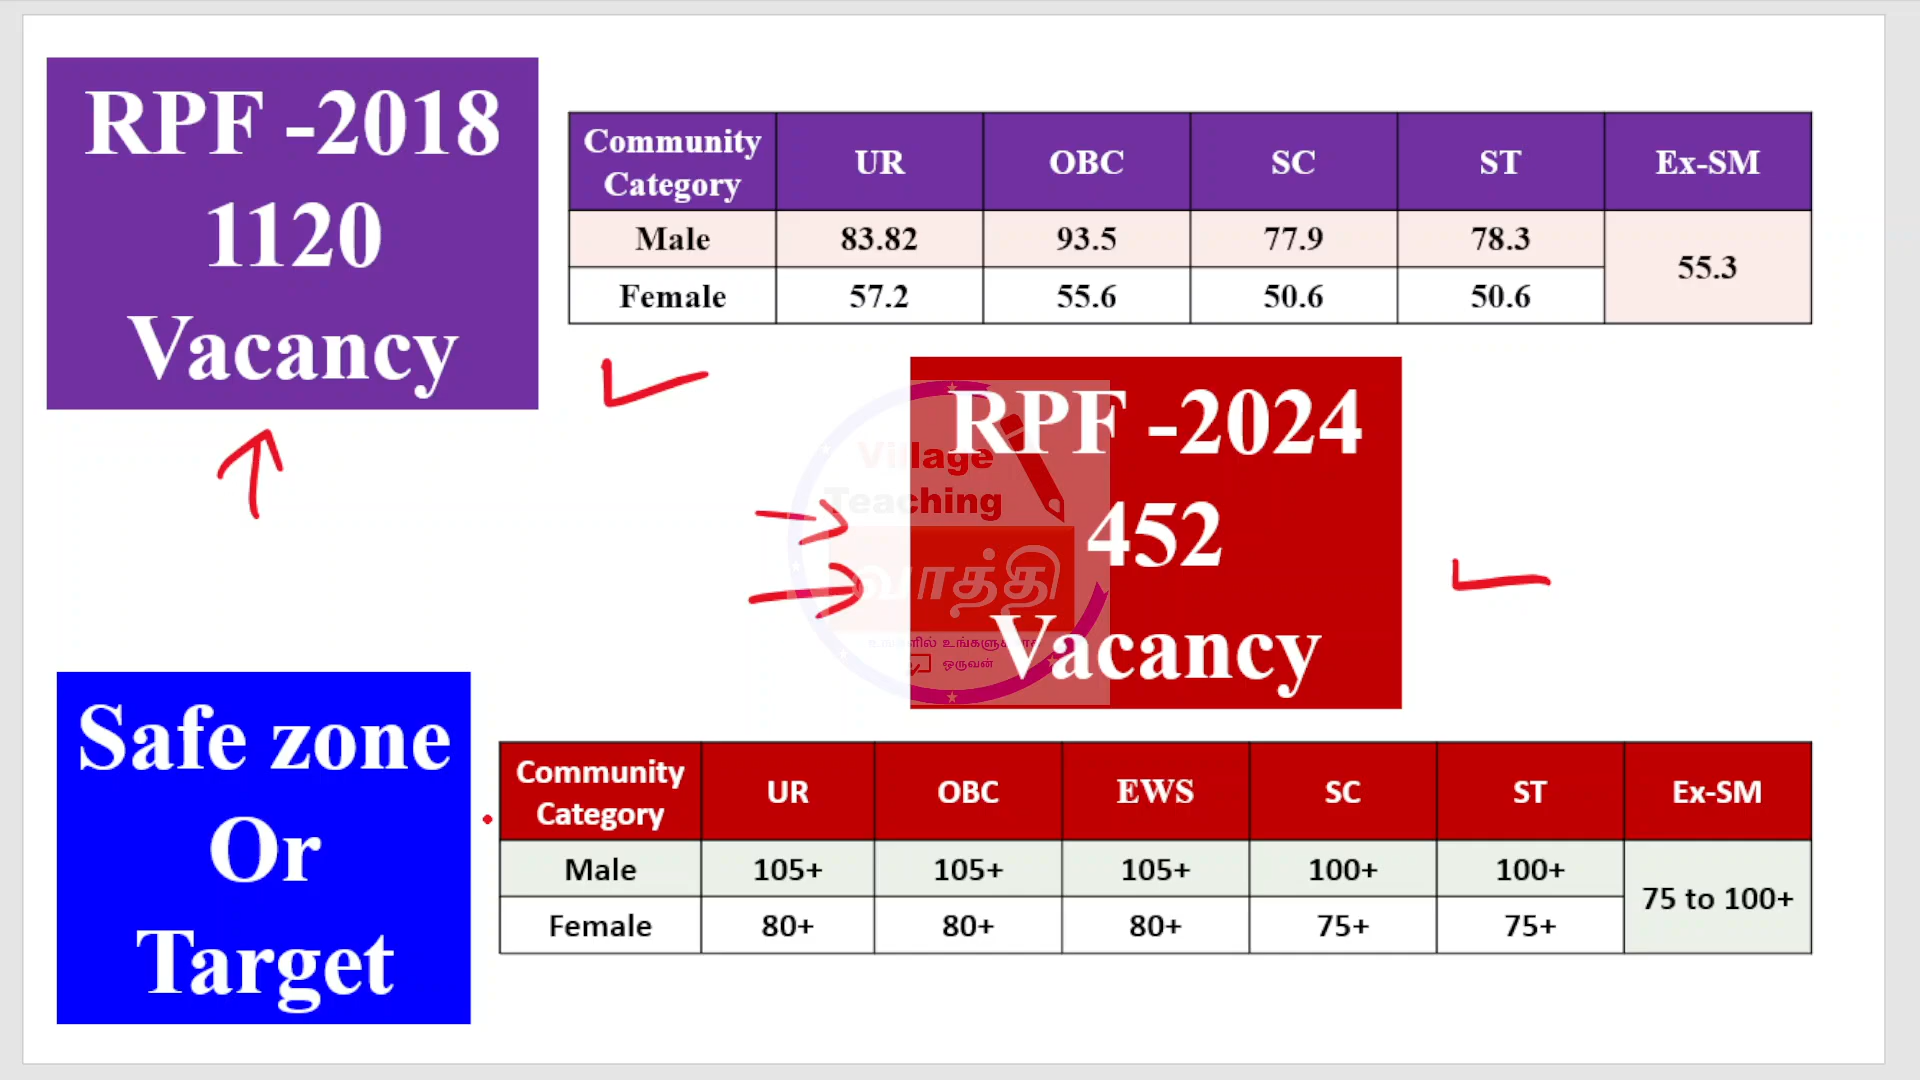 RPF -2018
1120
Vacancy
Community Category UR OBC SC ST Ex-SM
Male 83.82 93.5 77.9 78.3 55.3
Female 57.2 55.6 50.6 50.6
RPF -2024
452
Vacancy
Village
Teaching
வாத்தி
ஒருவன்
Safe zone
Or
Target
Community Category UR OBC EWS SC ST Ex-SM
Male 105+ 105+ 105+ 100+ 100+ 75 to 100+
Female 80+ 80+ 80+ 75+ 75+